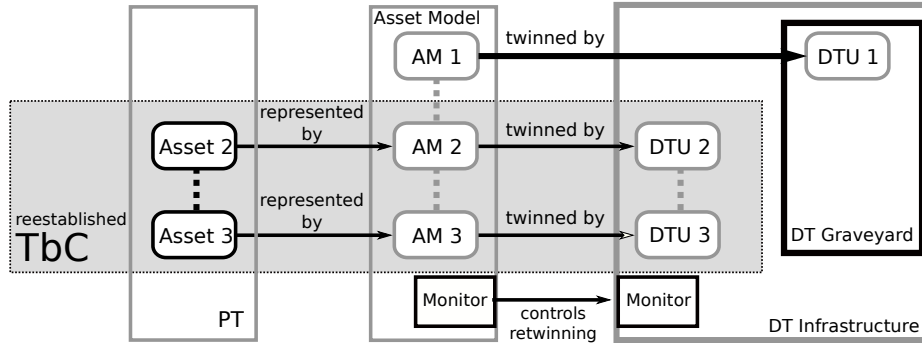 Asset Model
AM 1
twinned by
DTU 1
represented
by
Asset 2
AM 2
twinned by
DTU 2
reestablished
TbC
represented
by
Asset 3
AM 3
twinned by
DTU 3
DT Graveyard
PT
Monitor
controls
retwinning
Monitor
DT Infrastructure